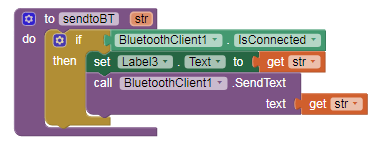 to sendtoBT str
do if BluetoothClient1 . IsConnected
then set Label3 . Text to get str
call BluetoothClient1 .SendText
text get str